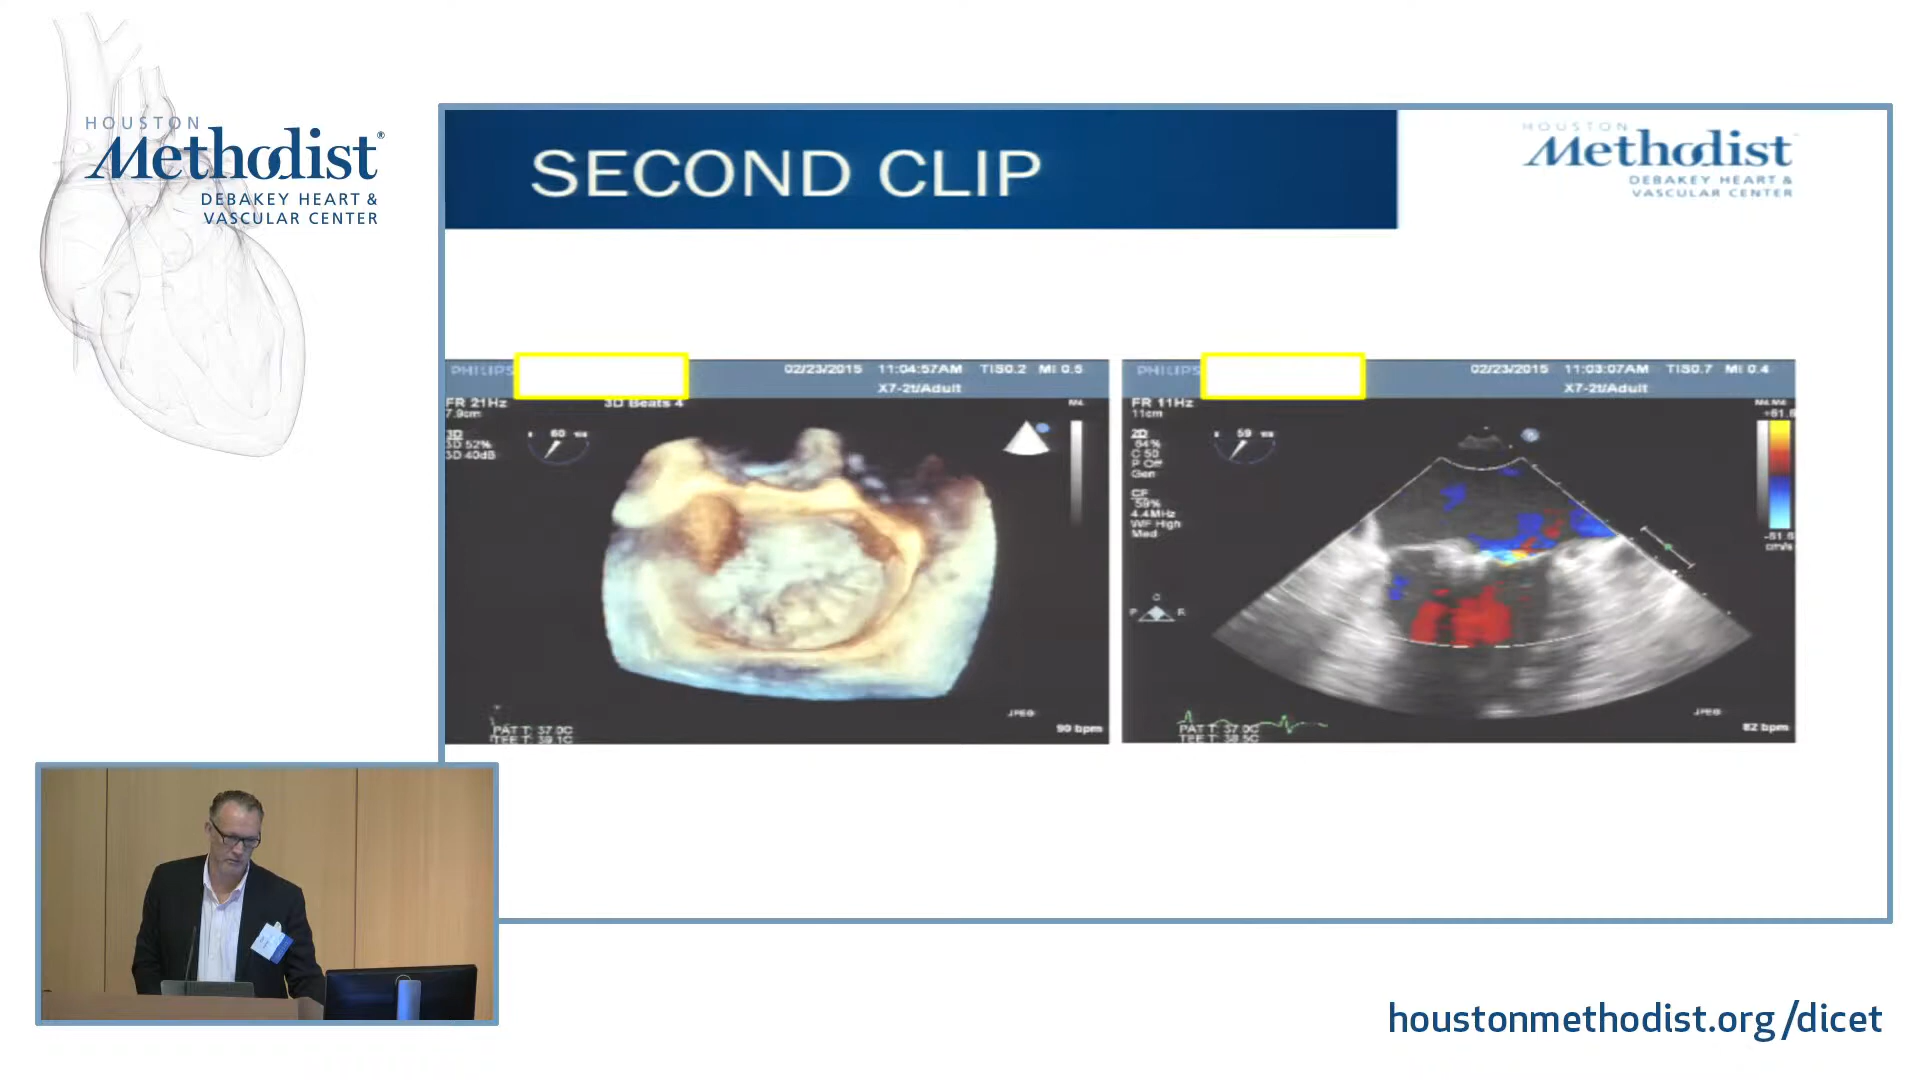 HOUSTON
Methodist®
DEBAKEY HEART &
VASCULAR CENTER
SECOND CLIP
HOUSTON
Methodist
DEBAKEY HEART &
VASCULAR CENTER
PHILIPS
02/23/2015 11:04:57AM TIS0.2 MI 0.5
X7-2t/Adult
FR 21Hz
7.9cm
3D Beats 4
M4
3D
3D 52%
3D 40dB
60
JPEG
PAT T: 37.0C
TEE T: 39.1C
90 bpm
PHILIPS
02/23/2015 11:03:07AM TIS0.7 MI 0.4
X7-2t/Adult
FR 11Hz
11cm
M4 M4
+61.6
2D
64%
C 50
P Off
Gen
59
CF
59%
4.4MHz
WF High
Med
-61.6
cm/s
P R
JPEG
PAT T: 37.0C
TEE T: 38.5C
82 bpm
houstonmethodist.org/dicet